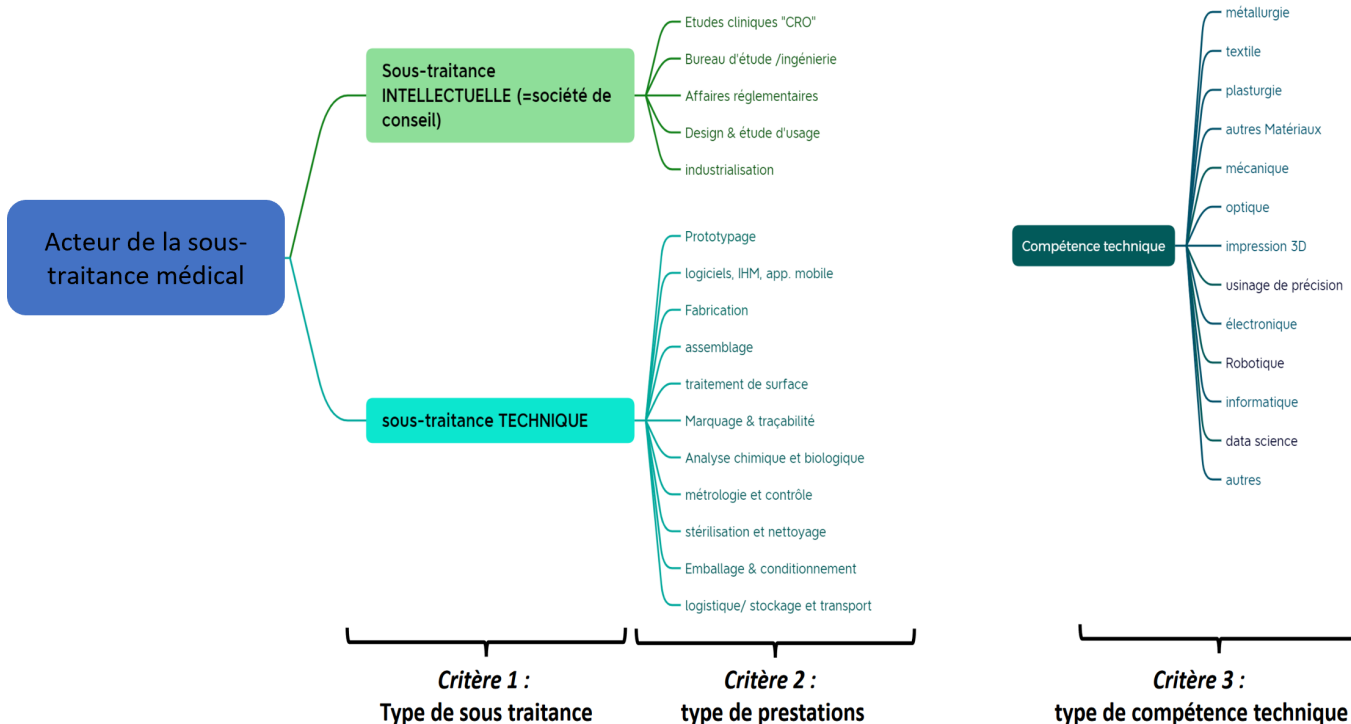 Acteur de la sous-
traitance médical
Sous-traitance
INTELLECTUELLE (=société de
conseil)
Etudes cliniques "CRO"
Bureau d'étude /ingénierie
Affaires réglementaires
Design & étude d'usage
industrialisation
sous-traitance TECHNIQUE
Prototypage
logiciels, IHM, app. mobile
Fabrication
assemblage
traitement de surface
Marquage & traçabilité
Analyse chimique et biologique
métrologie et contrôle
stérilisation et nettoyage
Emballage & conditionnement
logistique/ stockage et transport
Compétence technique
métallurgie
textile
plasturgie
autres Matériaux
mécanique
optique
impression 3D
usinage de précision
électronique
Robotique
informatique
data science
autres
Critère 1 :
Type de sous traitance
Critère 2 :
type de prestations
Critère 3 :
type de compétence technique